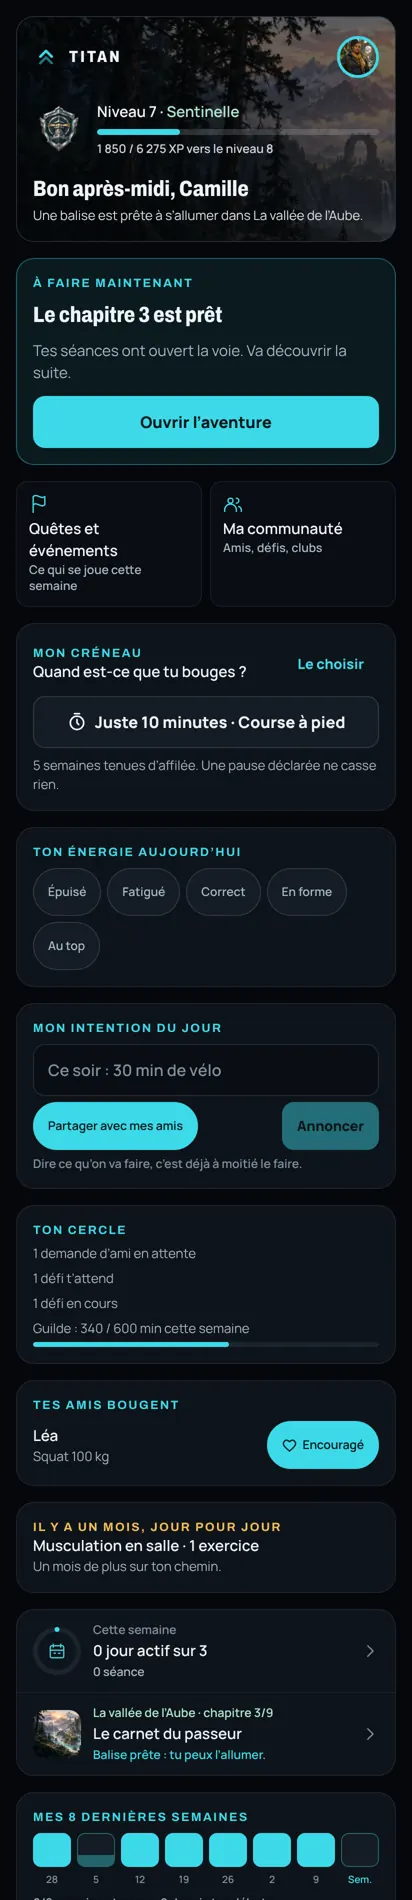 TITAN
Niveau 7 · Sentinelle
1 850 / 6 275 XP vers le niveau 8
Bon après-midi, Camille
Une balise est prête à s'allumer dans La vallée de l'Aube.
À FAIRE MAINTENANT
Le chapitre 3 est prêt
Tes séances ont ouvert la voie. Va découvrir la
suite.
Ouvrir l'aventure
Quêtes et
événements
Ce qui se joue cette
semaine
Ma communauté
Amis, défis, clubs
MON CRÉNEAU
Quand est-ce que tu bouges ?
Le choisir
Juste 10 minutes · Course à pied
5 semaines tenues d'affilée. Une pause déclarée ne casse
rien.
TON ÉNERGIE AUJOURD'HUI
Épuisé
Fatigué
Correct
En forme
Au top
MON INTENTION DU JOUR
Ce soir : 30 min de vélo
Partager avec mes amis
Annoncer
Dire ce qu'on va faire, c'est déjà à moitié le faire.
TON CERCLE
1 demande d'ami en attente
1 défi t'attend
1 défi en cours
Guilde : 340 / 600 min cette semaine
TES AMIS BOUGENT
Léa
Squat 100 kg
Encouragé
IL Y A UN MOIS, JOUR POUR JOUR
Musculation en salle · 1 exercice
Un mois de plus sur ton chemin.
Cette semaine
0 jour actif sur 3
0 séance
La vallée de l'Aube · chapitre 3/9
Le carnet du passeur
Balise prête : tu peux l'allumer.
MES 8 DERNIÈRES SEMAINES
28
5
12
19
26
2
9
Sem.